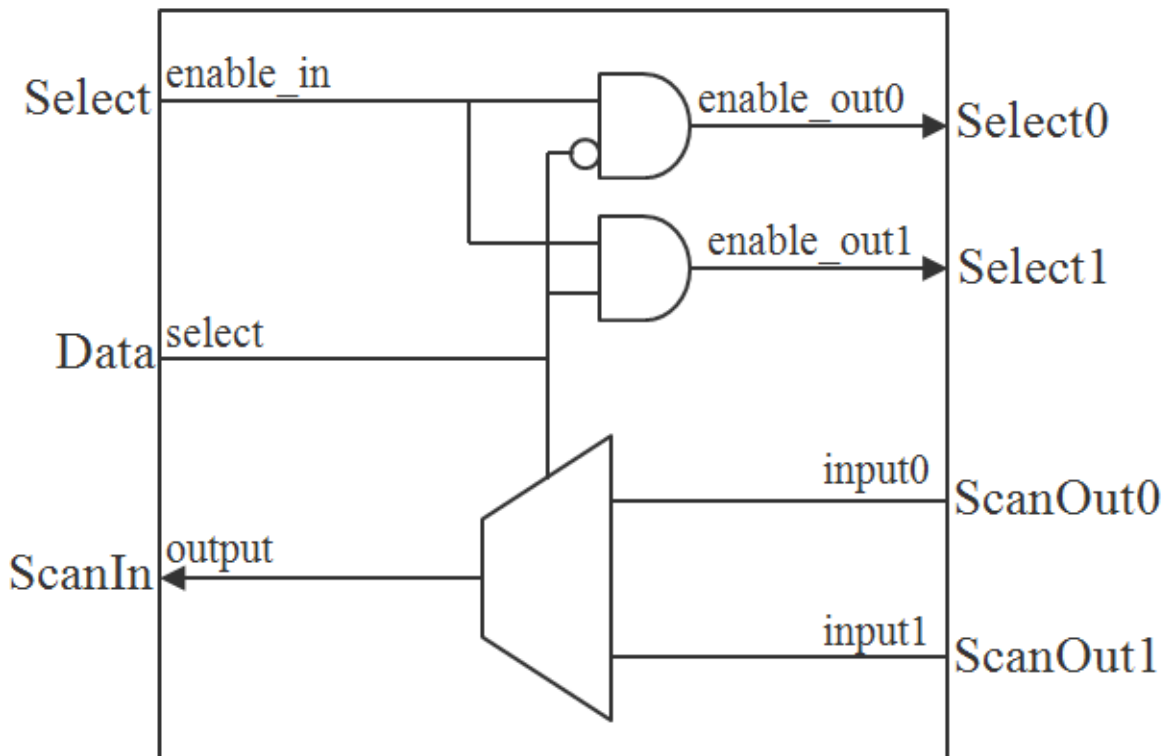 Select
enable_in
enable_out0
Select0
enable_out1
Select1
Data
select
input0
ScanOut0
ScanIn
output
input1
ScanOut1